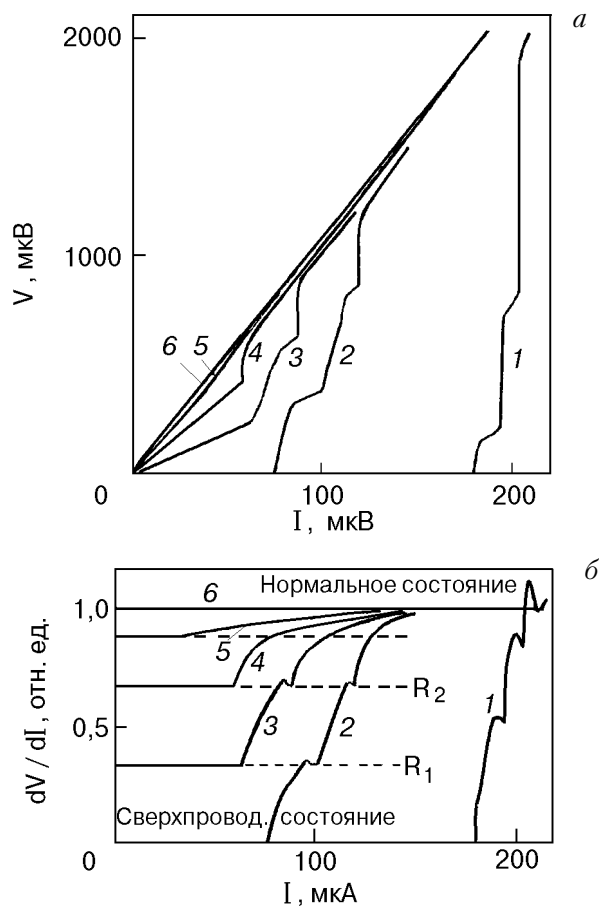 а
2000
1000
V , мкВ
6 5 4 3 2 1
0 100 200
I , мкВ
б
6 Нормальное состояние
1,0
5
4
R₂
1
3 2
0,5
R₁
Сверхпровод. состояние
dV / dI , отн. ед.
0 100 200
I , мкА